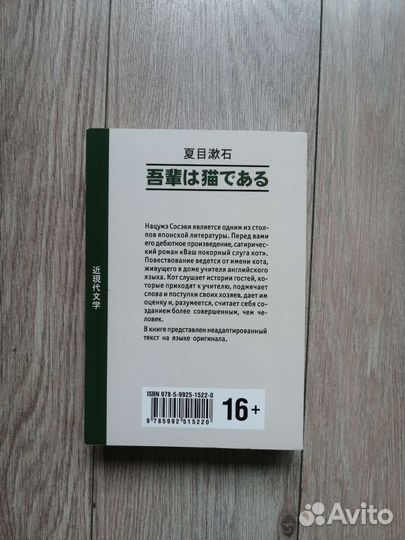 夏目漱石
吾輩は猫である
近現代文学
Нацумэ Сосэки является одним из стол-
пов японской литературы. Перед вами
его дебютное произведение, сатиричес-
кий роман «Ваш покорный слуга кот».
Повествование ведется от имени кота,
живущего в доме учителя английского
языка. Кот слушает истории гостей, ко-
торые приходят к учителю, подмечает
слова и поступки своих хозяев, дает им
оценку и, разумеется, считает себя со-
зданием более совершенным, чем че-
ловек.
В книге представлен неадаптированный
текст на языке оригинала.
ISBN 978-5-9925-1522-0
9 785992 515220
16+
Avito